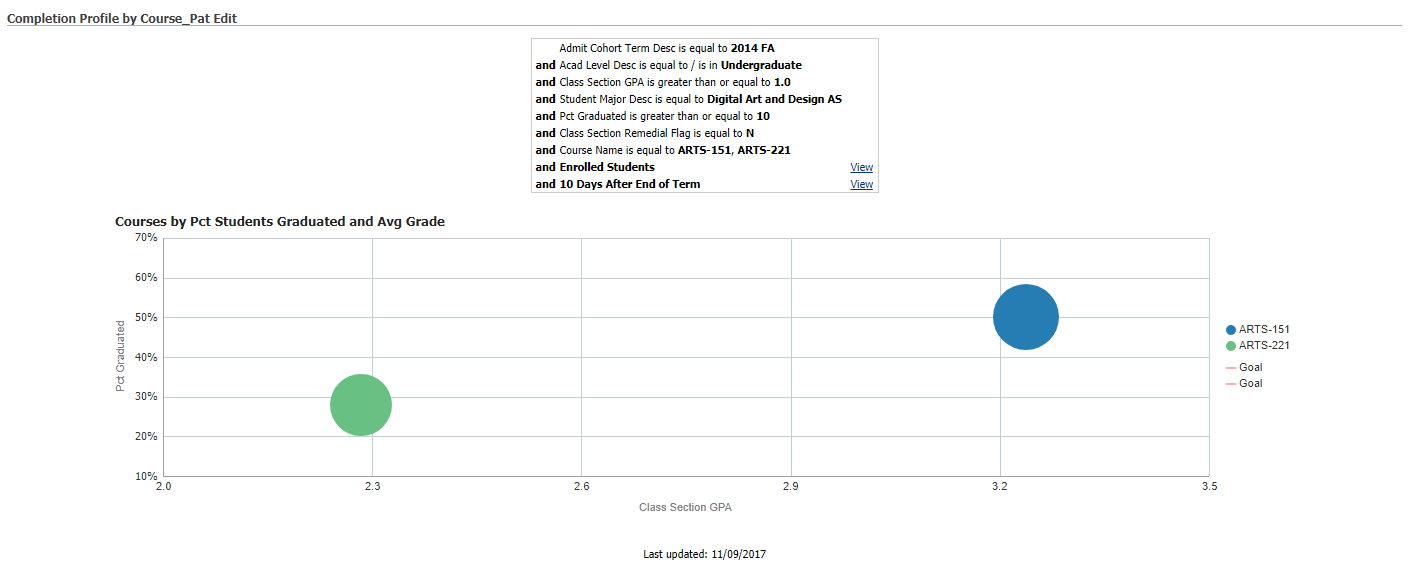 Completion Profile by Course_Pat Edit
Admit Cohort Term Desc is equal to 2014 FA
and Acad Level Desc is equal to / is in Undergraduate
and Class Section GPA is greater than or equal to 1.0
and Student Major Desc is equal to Digital Art and Design AS
and Pct Graduated is greater than or equal to 10
and Class Section Remedial Flag is equal to N
and Course Name is equal to ARTS-151, ARTS-221
and Enrolled Students View
and 10 Days After End of Term View
Courses by Pct Students Graduated and Avg Grade
70%
60%
50%
40%
30%
20%
10%
Pct Graduated
2.0 2.3 2.6 2.9 3.2 3.5
Class Section GPA
ARTS-151
ARTS-221
Goal
Goal
Last updated: 11/09/2017